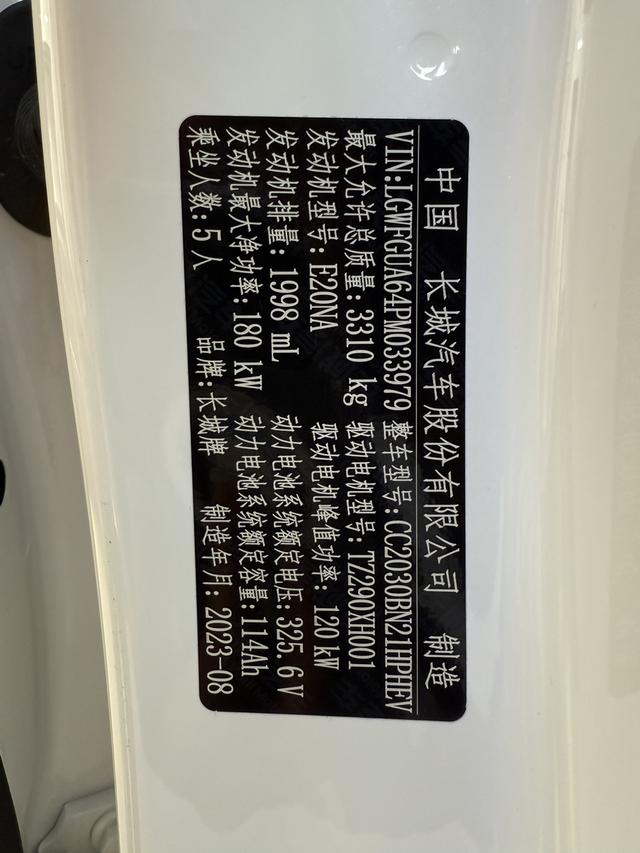 中国 长城汽车股份有限公司 制造
VIN:LGWFGUA64PM033979 整车型号:CC2030BN21HPHEV
最大允许总质量:3310 kg 驱动电机型号:TZ290XH001
发动机型号:E20NA 驱动电机峰值功率:120 kW
发动机排量:1998 mL 动力电池系统额定电压:325.6 V
发动机最大净功率:180 kW 动力电池系统额定容量:114Ah
乘坐人数:5人 品牌:长城牌 制造年月:2023-08